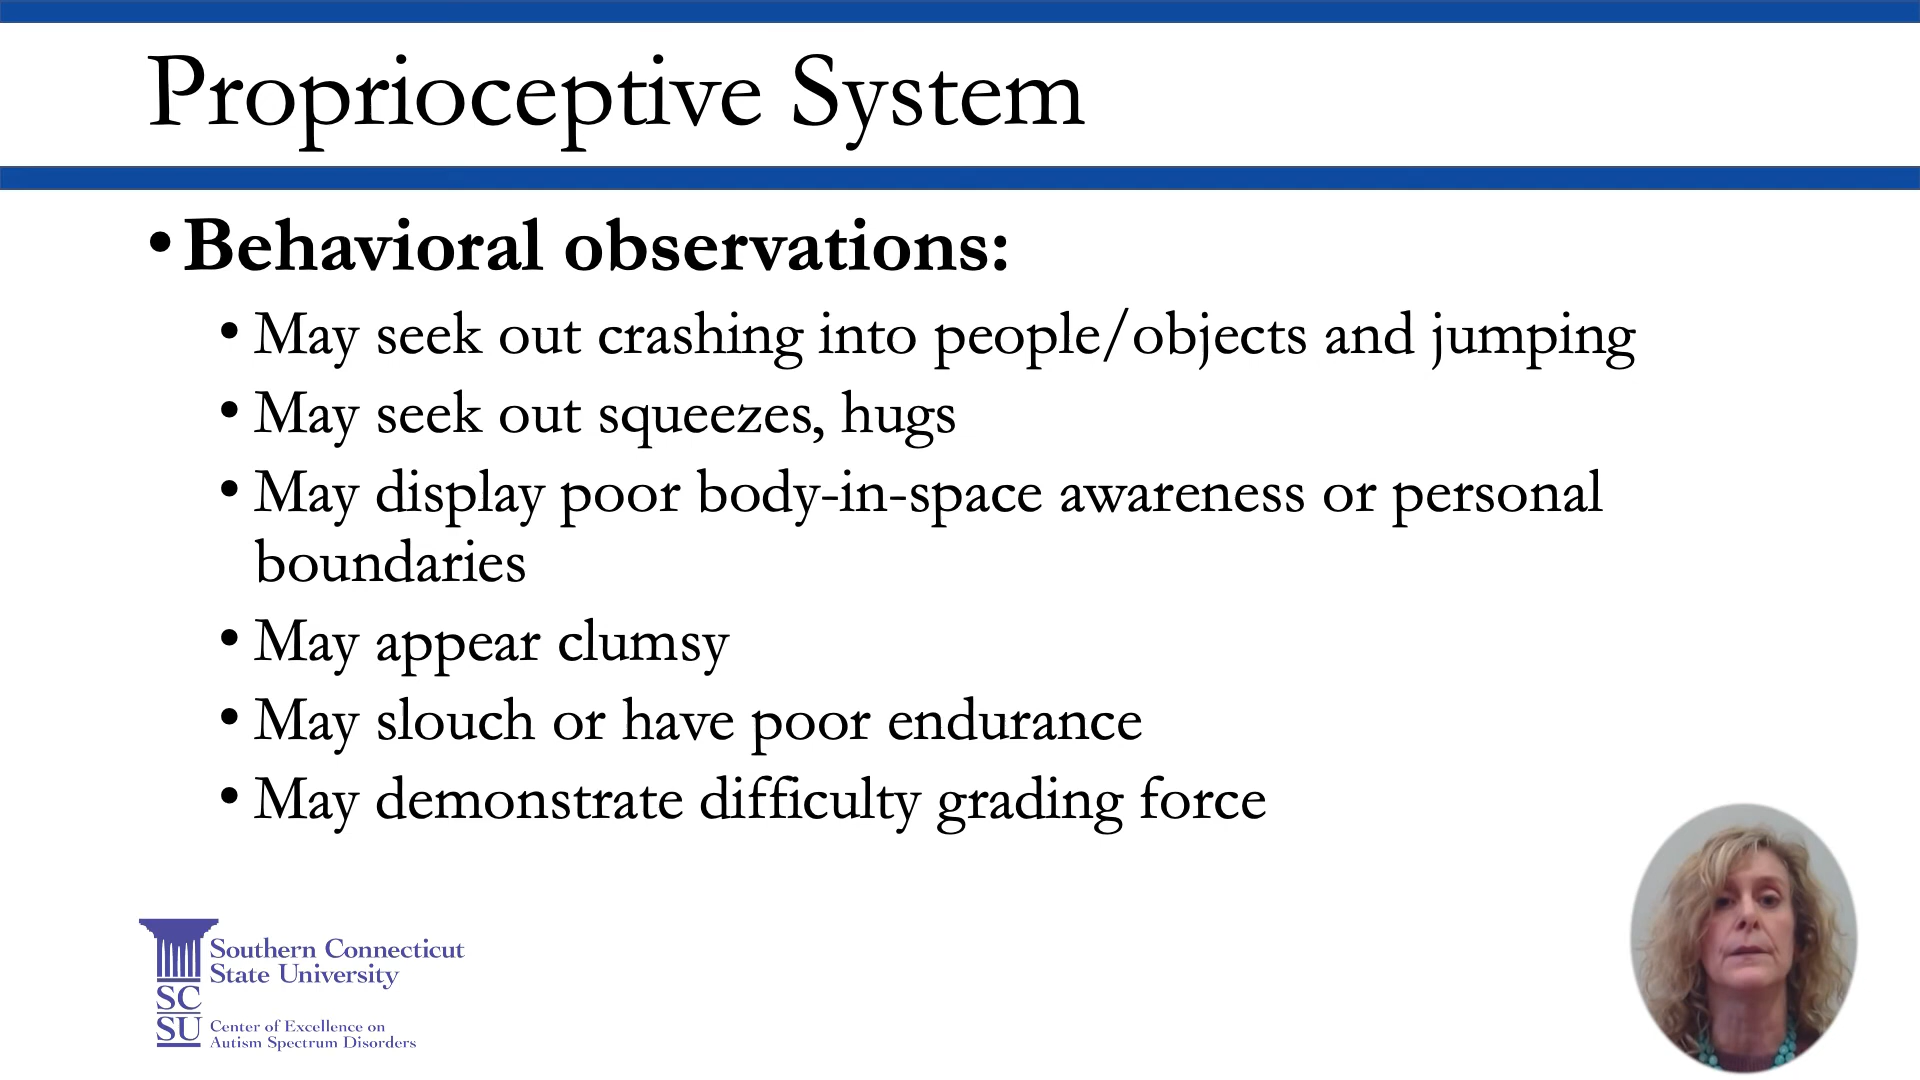 Proprioceptive System
•Behavioral observations:
• May seek out crashing into people/objects and jumping
• May seek out squeezes, hugs
• May display poor body-in-space awareness or personal
boundaries
• May appear clumsy
• May slouch or have poor endurance
• May demonstrate difficulty grading force
Southern Connecticut
State University
SC
SU
Center of Excellence on
Autism Spectrum Disorders